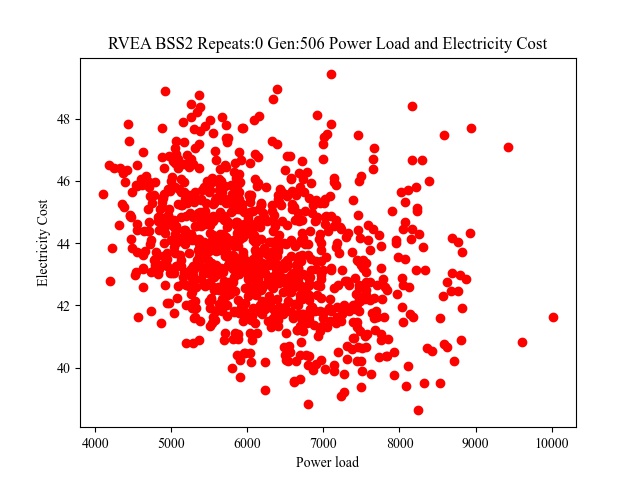 RVEA BSS2 Repeats:0 Gen:506 Power Load and Electricity Cost
Electricity Cost
48
46
44
42
40
4000 5000 6000 7000 8000 9000 10000
Power load